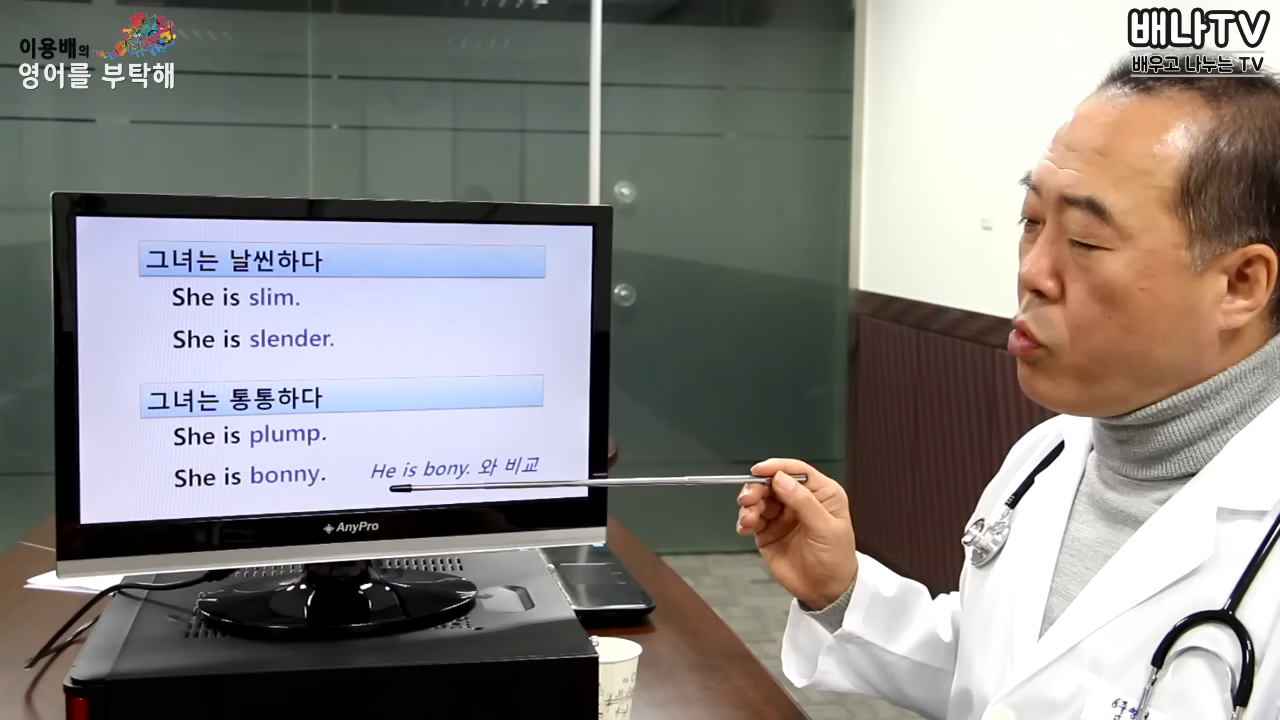 이용배의
영어를 부탁해
배나TV
배우고 나누는 TV
그녀는 날씬하다
She is slim.
She is slender.
그녀는 통통하다
She is plump.
She is bonny. He is bony. 와 비교
AnyPro